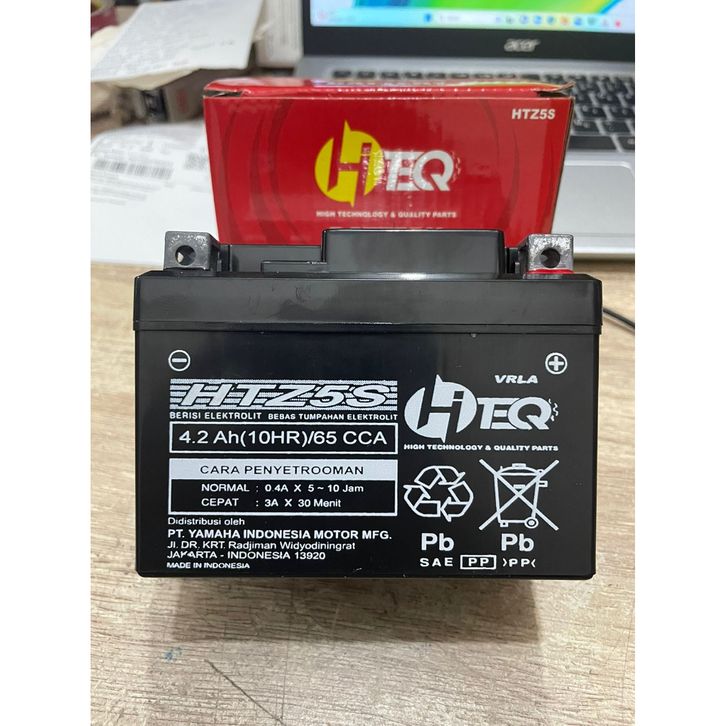 acer
HTZ5S
HiTEQ
HIGH TECHNOLOGY & QUALITY PARTS
VRLA
HTZ5S
BERISI ELEKTROLIT BEBAS TUMPAHAN ELEKTROLIT
4.2 Ah(10HR)/65 CCA
HiTEQ
HIGH TECHNOLOGY & QUALITY PARTS
CARA PENYETROOMAN
NORMAL : 0.4A X 5~10 Jam
CEPAT : 3A X 30 Menit
Didistribusi oleh
PT. YAMAHA INDONESIA MOTOR MFG.
Jl. DR. KRT. Radjiman Widyodiningrat
JAKARTA - INDONESIA 13920
MADE IN INDONESIA
Pb Pb
SAE PP >PP<